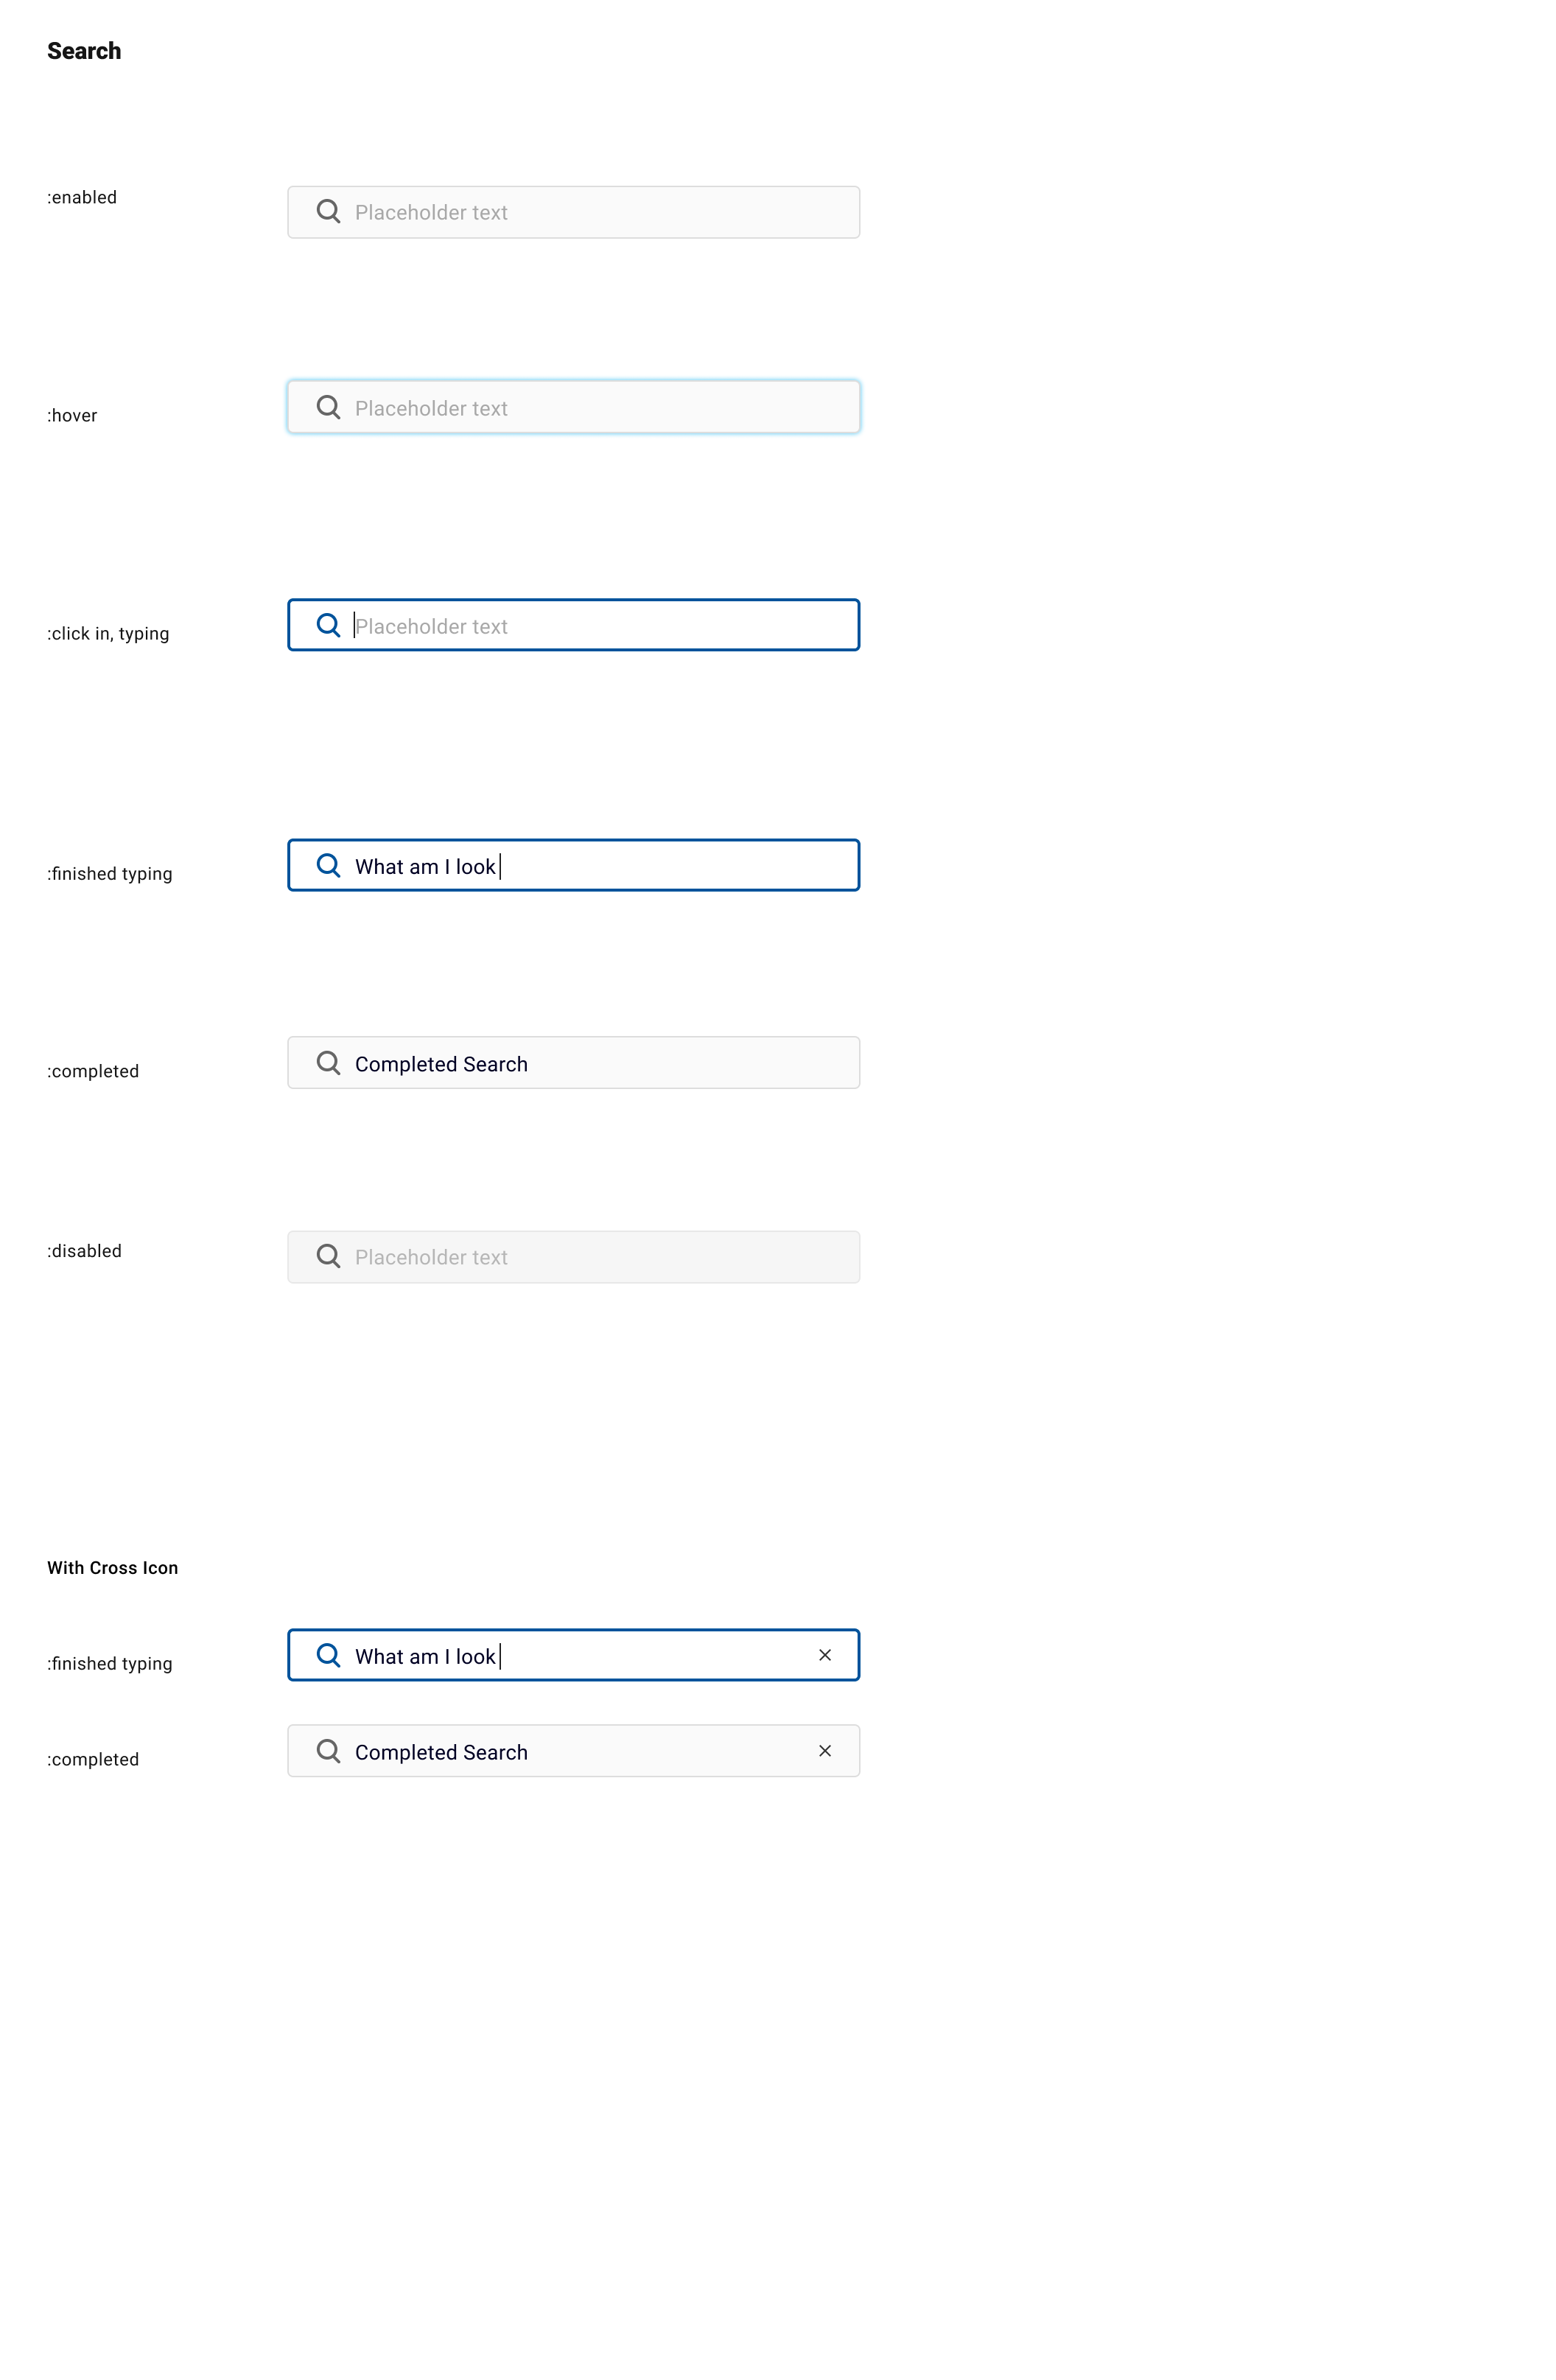 Search
:enabled
Placeholder text
:hover
Placeholder text
:click in, typing
Placeholder text
:finished typing
What am I look
:completed
Completed Search
:disabled
Placeholder text
With Cross Icon
:finished typing
What am I look
:completed
Completed Search